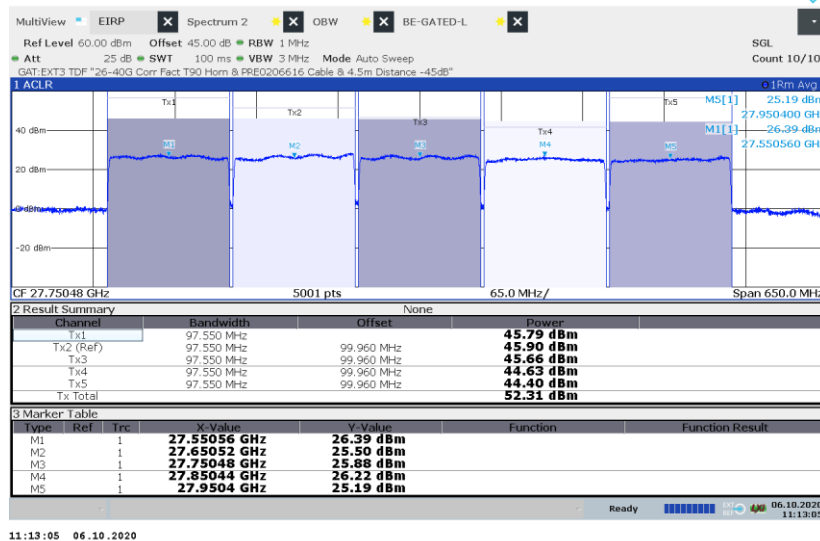 MultiView EIRP X Spectrum 2 X OBW X BE-GATED-L X
Ref Level 60.00 dBm Offset 45.00 dB RBW 1 MHz SGL
Att 25 dB SWT 100 ms VBW 3 MHz Mode Auto Sweep Count 10/10
GAT:EXT3 TDF "26-40G Corr Fact T90 Horn & PRE0206616 Cable & 4.5m Distance -45dB"
1 ACLR 1Rm Avg
Tx1 Tx2 Tx3 Tx4 Tx5 M5[1] 25.19 dBm
27.950400 GH
40 dBm M1[1] 26.39 dBm
27.550560 GH
M1 M2 M3 M4 M5
20 dBm
0 dBm
-20 dBm
CF 27.75048 GHz 5001 pts 65.0 MHz/ Span 650.0 MHz
2 Result Summary None
Channel Bandwidth Offset Power
Tx1 97.550 MHz 45.79 dBm
Tx2 (Ref) 97.550 MHz 99.960 MHz 45.90 dBm
Tx3 97.550 MHz 99.960 MHz 45.66 dBm
Tx4 97.550 MHz 99.960 MHz 44.63 dBm
Tx5 97.550 MHz 99.960 MHz 44.40 dBm
Tx Total 52.31 dBm
3 Marker Table
Type Ref Trc X-Value Y-Value Function Function Result
M1 1 27.55056 GHz 26.39 dBm
M2 1 27.65052 GHz 25.50 dBm
M3 1 27.75048 GHz 25.88 dBm
M4 1 27.85044 GHz 26.22 dBm
M5 1 27.9504 GHz 25.19 dBm
Ready EXT REF 06.10.2020
11:13:05
11:13:05 06.10.2020